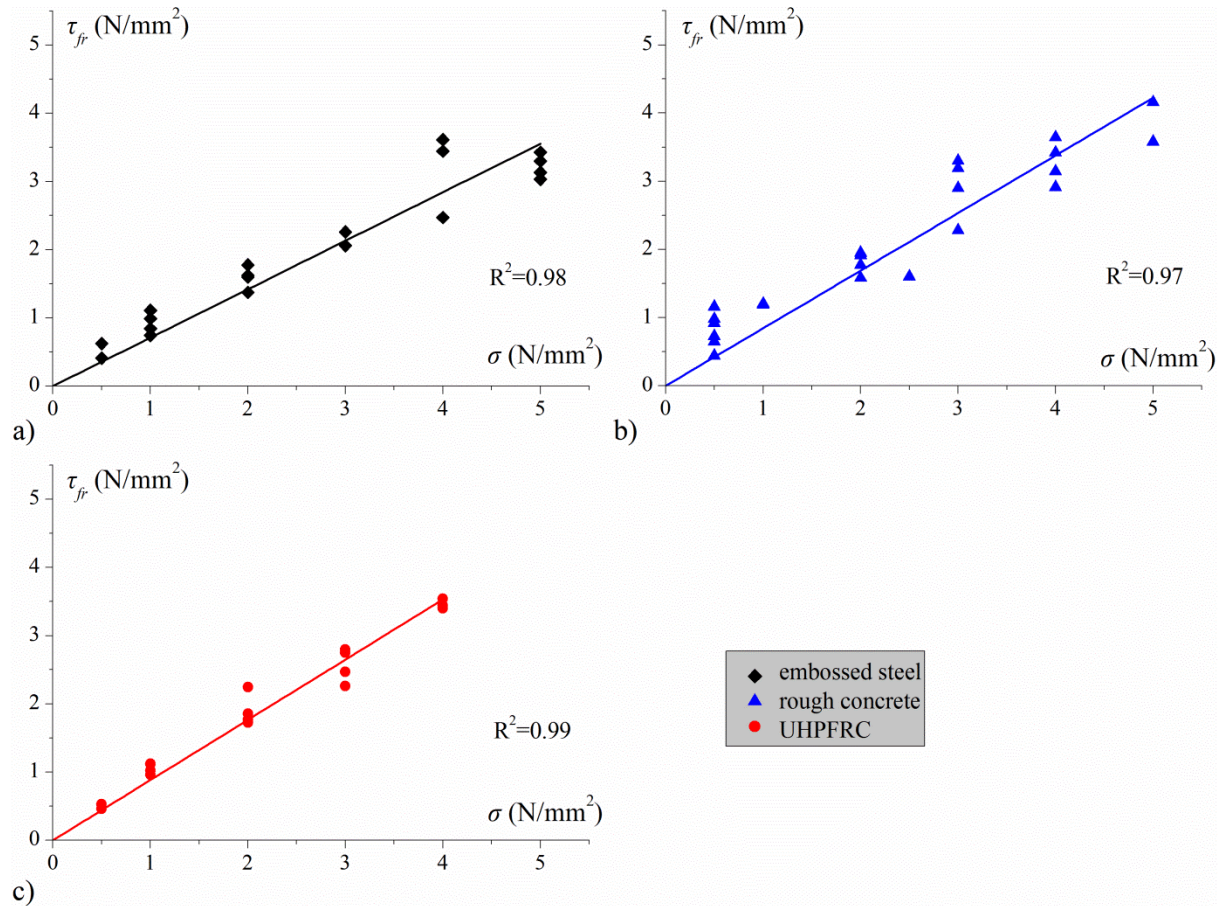 τfr (N/mm²)
5
4
3
2
1
0
R²=0.98
σ (N/mm²)
0 1 2 3 4 5
a)
τfr (N/mm²)
5
4
3
2
1
0
R²=0.97
σ (N/mm²)
0 1 2 3 4 5
b)
τfr (N/mm²)
5
4
3
2
1
0
R²=0.99
σ (N/mm²)
0 1 2 3 4 5
c)
embossed steel
rough concrete
UHPFRC